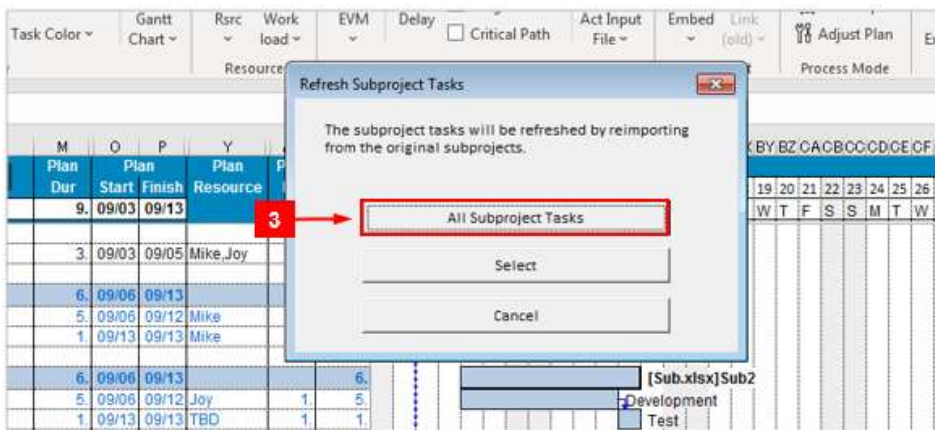 Gantt Rsrc Work EVM Delay Act Input Embed Link
Task Color Chart load Critical Path File (old) Adjust Plan
Resource Process Mode
Refresh Subproject Tasks
The subproject tasks will be refreshed by reimporting
from the original subprojects.
3
All Subproject Tasks
Select
Cancel
M O P Y BY BZ CA CB CC CD CE CF
Plan Plan Plan
Dur Start Finish Resource 19 20 21 22 23 24 25 26
9. 09/03 09/13 W T F S S M T W
3. 09/03 09/05 Mike,Joy
6. 09/06 09/13
5. 09/06 09/12 Mike
1. 09/13 09/13 Mike
6. 09/06 09/13 6. [Sub.xlsx]Sub2
5. 09/06 09/12 Joy 1. 5. Development
1. 09/13 09/13 TBD 1. 1. Test